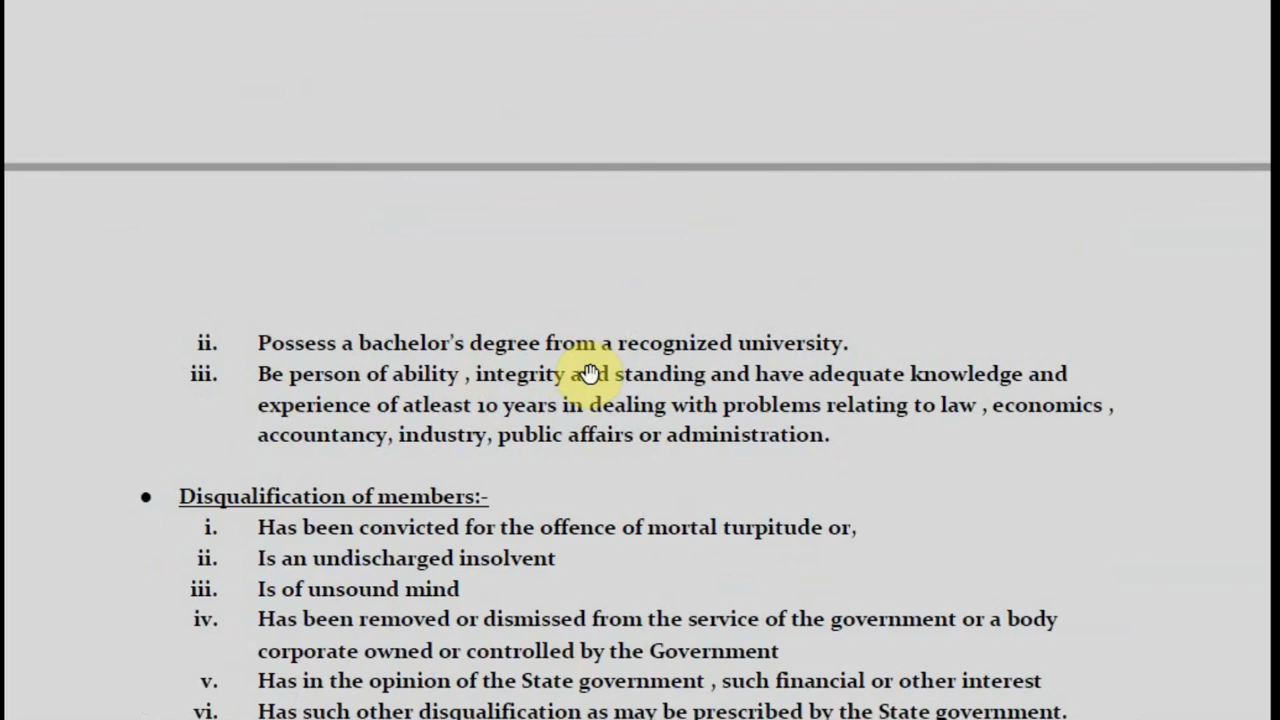 ii. Possess a bachelor's degree from a recognized university.
iii. Be person of ability , integrity and standing and have adequate knowledge and
experience of atleast 10 years in dealing with problems relating to law , economics ,
accountancy, industry, public affairs or administration.
● Disqualification of members:-
i. Has been convicted for the offence of mortal turpitude or,
ii. Is an undischarged insolvent
iii. Is of unsound mind
iv. Has been removed or dismissed from the service of the government or a body
corporate owned or controlled by the Government
v. Has in the opinion of the State government , such financial or other interest
vi. Has such other disqualification as may be prescribed by the State government.